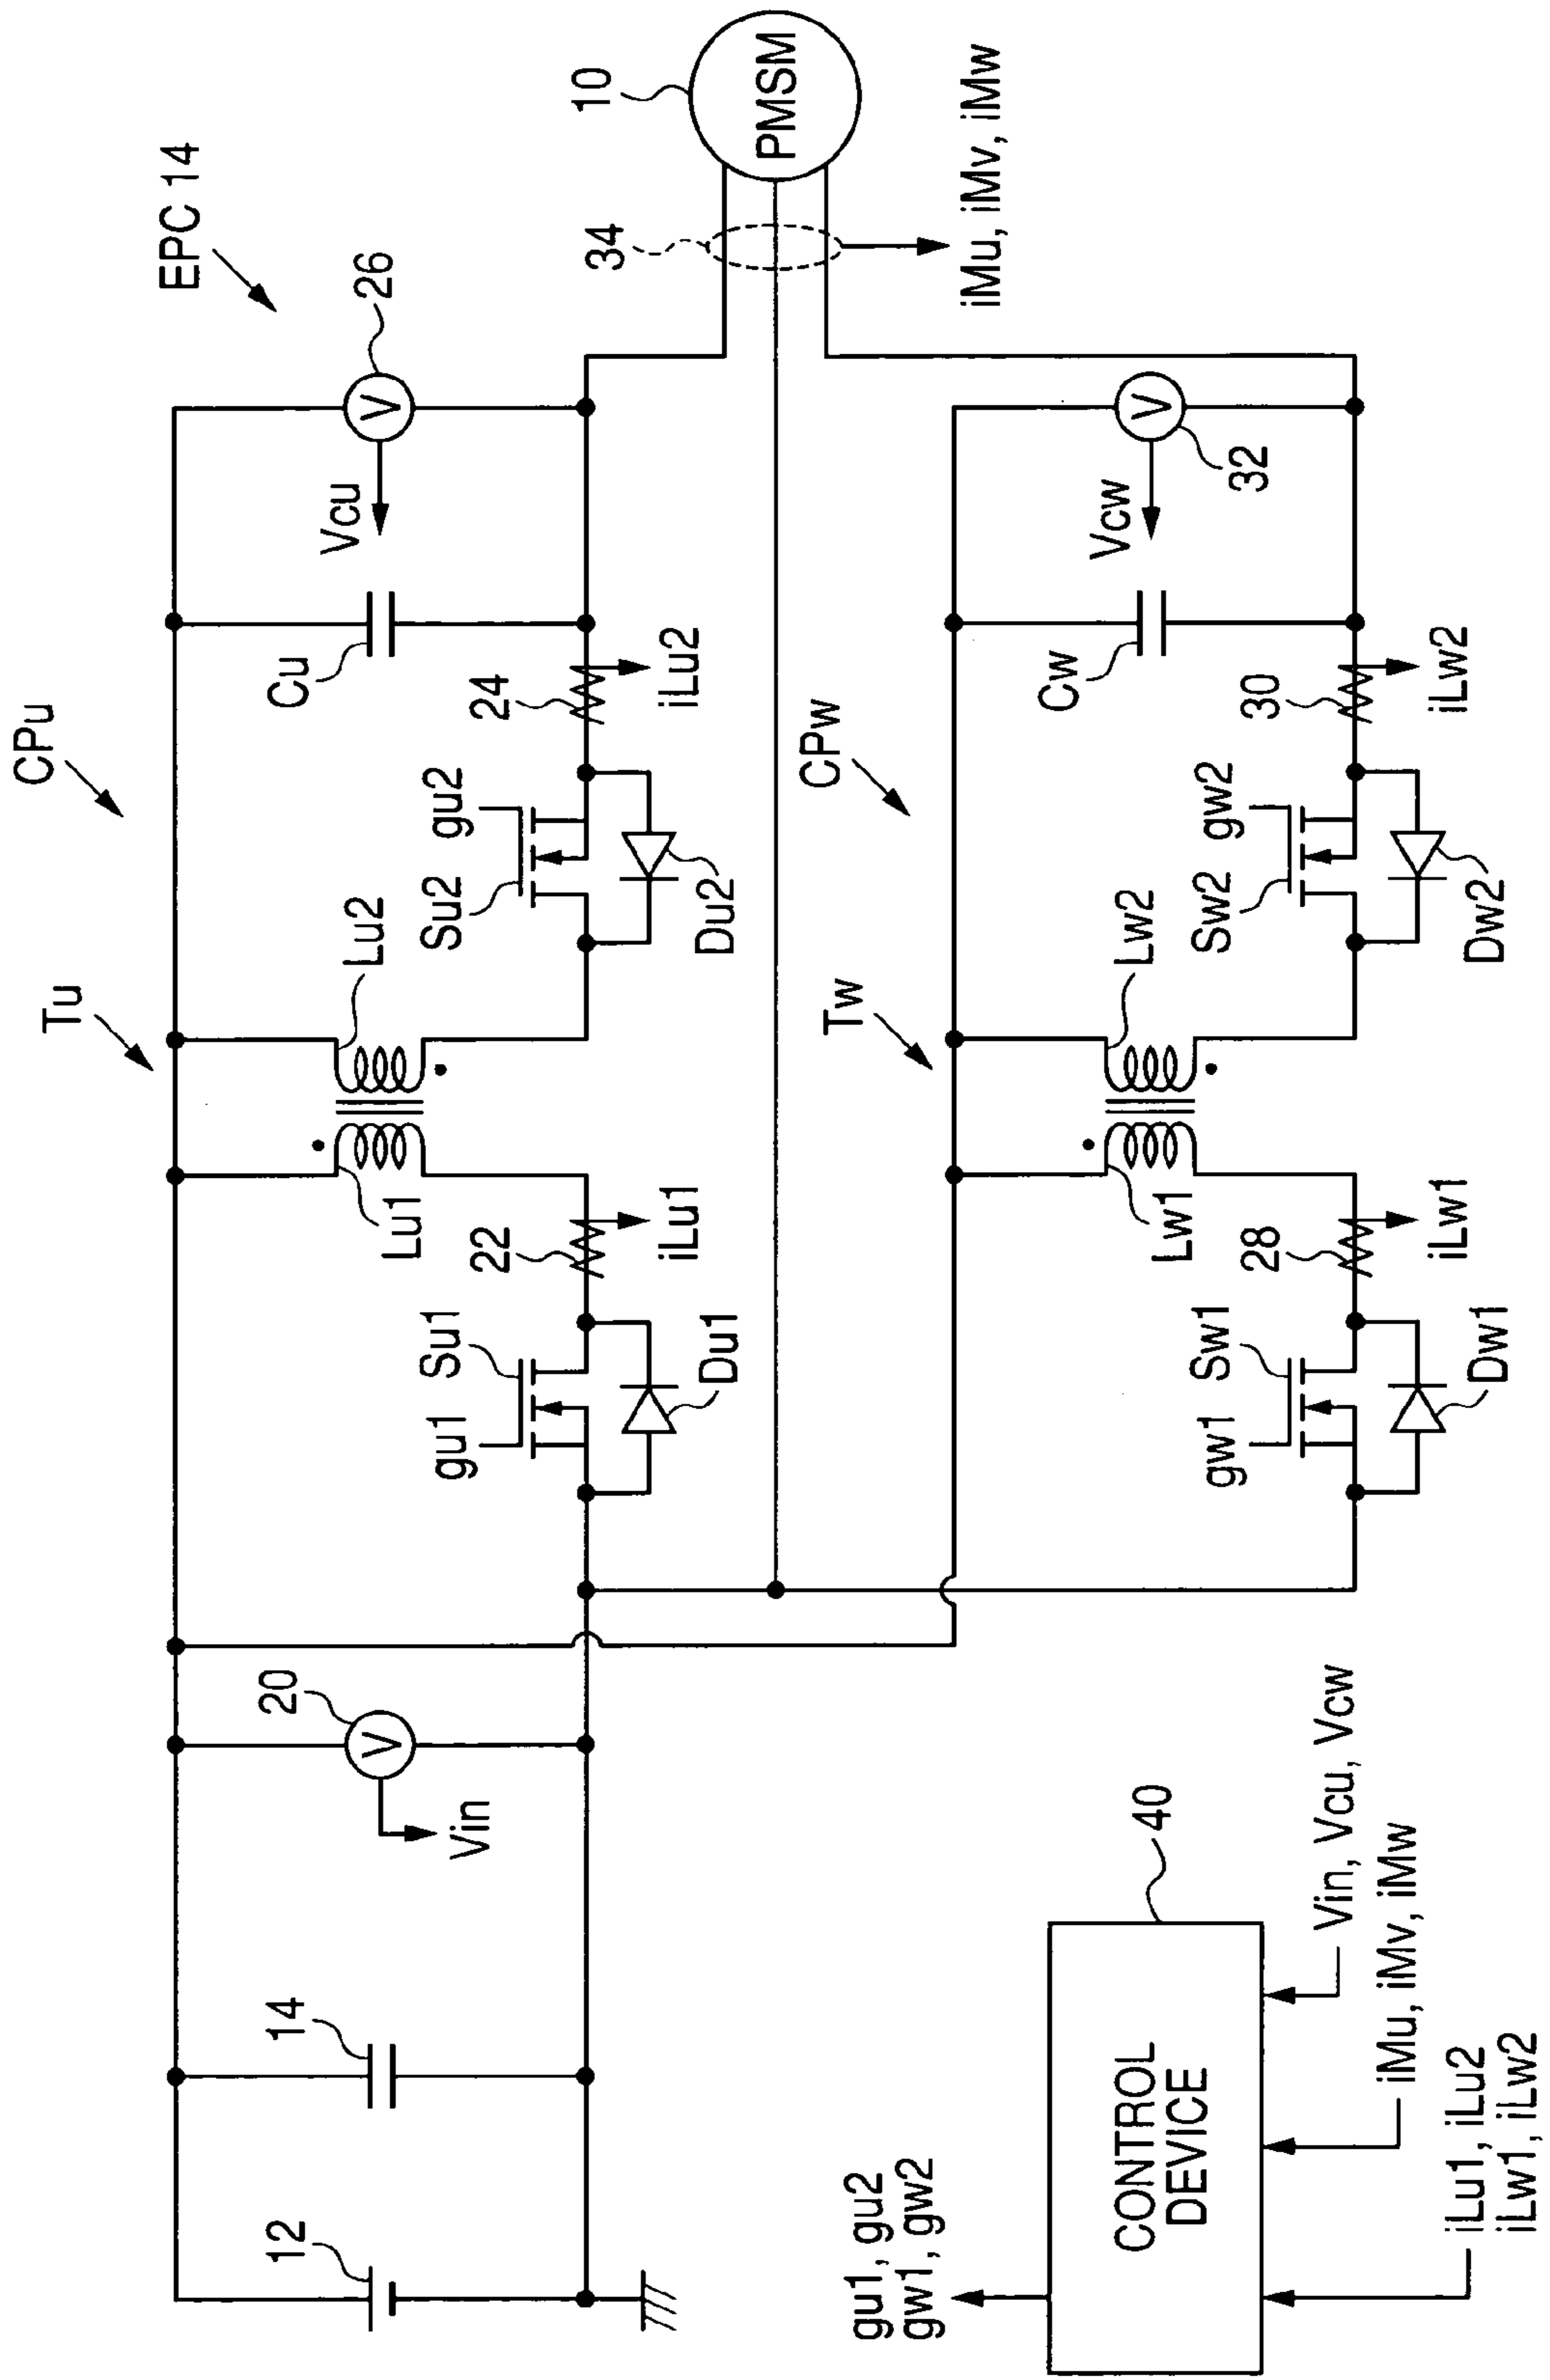 EPC 14
CPu
Tu
26
V
Vcu
Cu
24
iLu2
gu2
Su2
Du2
Lu2
Lu1
22
iLu1
Su1
gu1
Du1
20
V
Vin
14
12
10
PMSM
34
iMu, iMv, iMw
CPw
Tw
V
32
Vcw
Cw
30
iLw2
gw2
Sw2
Dw2
Lw2
Lw1
28
iLw1
Sw1
gw1
Dw1
gu1, gu2
gw1, gw2
40
CONTROL
DEVICE
Vin, Vcu, Vcw
iMu, iMv, iMw
iLu1, iLu2
iLw1, iLw2